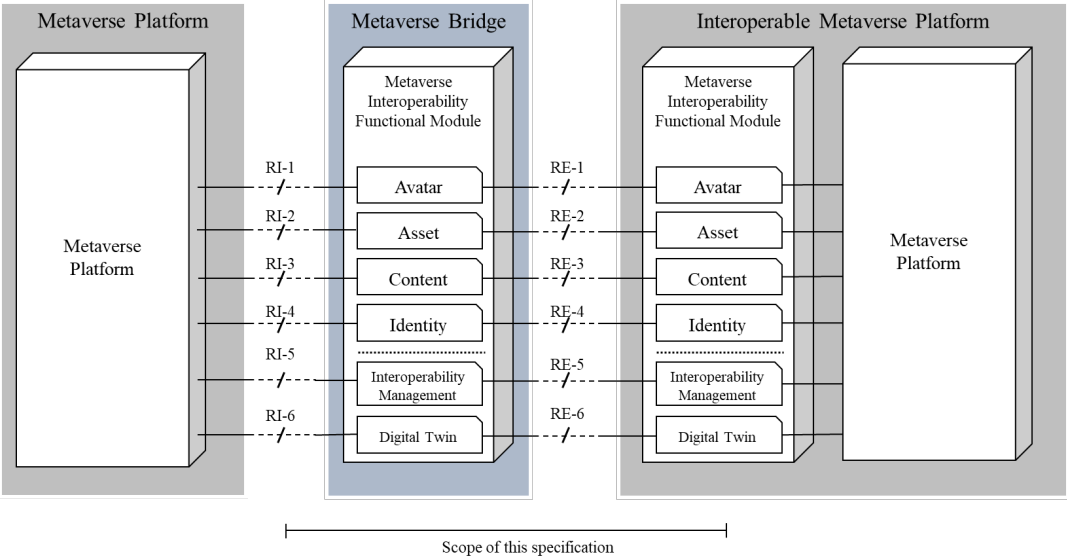 Metaverse Platform
Metaverse Bridge
Interoperable Metaverse Platform
Metaverse
Platform
RI-1
RI-2
RI-3
RI-4
RI-5
RI-6
Metaverse
Interoperability
Functional Module
Avatar
Asset
Content
Identity
Interoperability
Management
Digital Twin
RE-1
RE-2
RE-3
RE-4
RE-5
RE-6
Metaverse
Interoperability
Functional Module
Avatar
Asset
Content
Identity
Interoperability
Management
Digital Twin
Metaverse
Platform
Scope of this specification